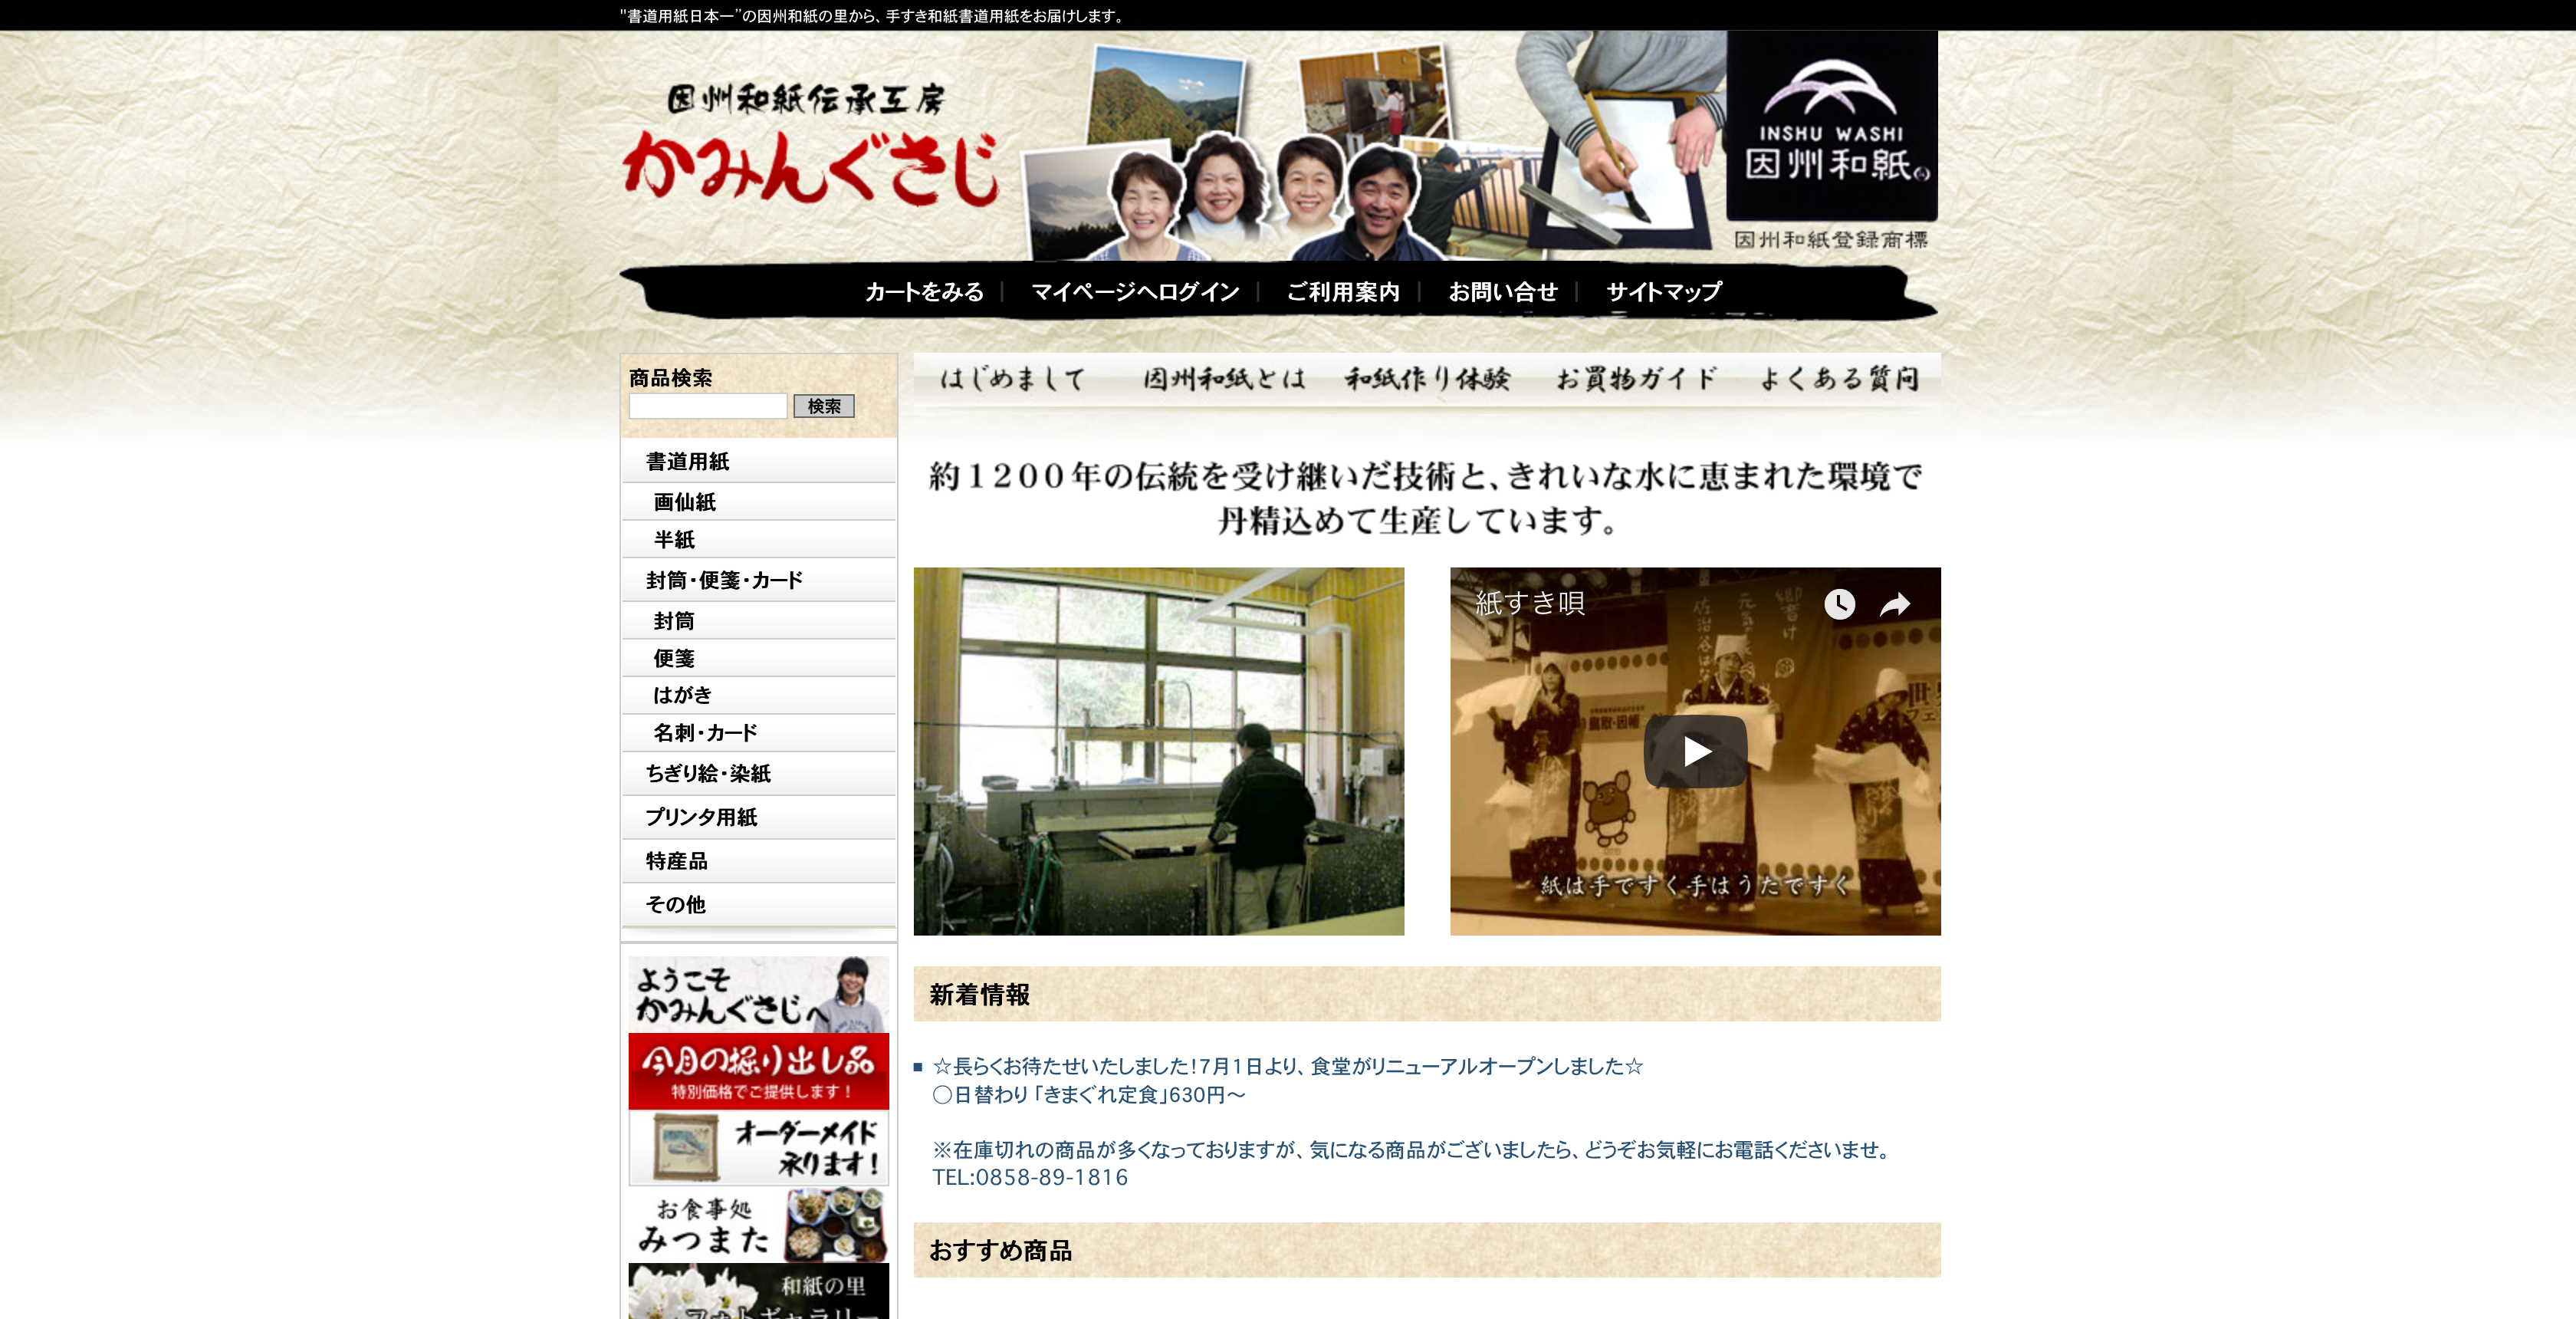 "書道用紙日本一”の因州和紙の里から、手すき和紙書道用紙をお届けします。
因州和紙伝承工房
かみんぐさじ
INSHU WASHI
因州和紙
因州和紙登録商標
カートをみる
マイページへログイン
ご利用案内
お問い合せ
サイトマップ
商品検索
検索
書道用紙
画仙紙
半紙
封筒・便箋・カード
封筒
便箋
はがき
名刺・カード
ちぎり絵・染紙
プリンタ用紙
特産品
その他
ようこそ
かみんぐさじへ
今月の掘り出し品
特別価格でご提供します！
オーダーメイド
承ります！
お食事処
みつまた
和紙の里
フォトギャラリー
はじめまして
因州和紙とは
和紙作り体験
お買物ガイド
よくある質問
約１２００年の伝統を受け継いだ技術と、きれいな水に恵まれた環境で
丹精込めて生産しています。
紙すき唄
鳥取・因幡
紙は手ですく手はうたですく
新着情報
☆長らくお待たせいたしました！7月1日より、食堂がリニューアルオープンしました☆
○日替わり「きまぐれ定食」630円～
※在庫切れの商品が多くなっておりますが、気になる商品がございましたら、どうぞお気軽にお電話くださいませ。
TEL:0858-89-1816
おすすめ商品